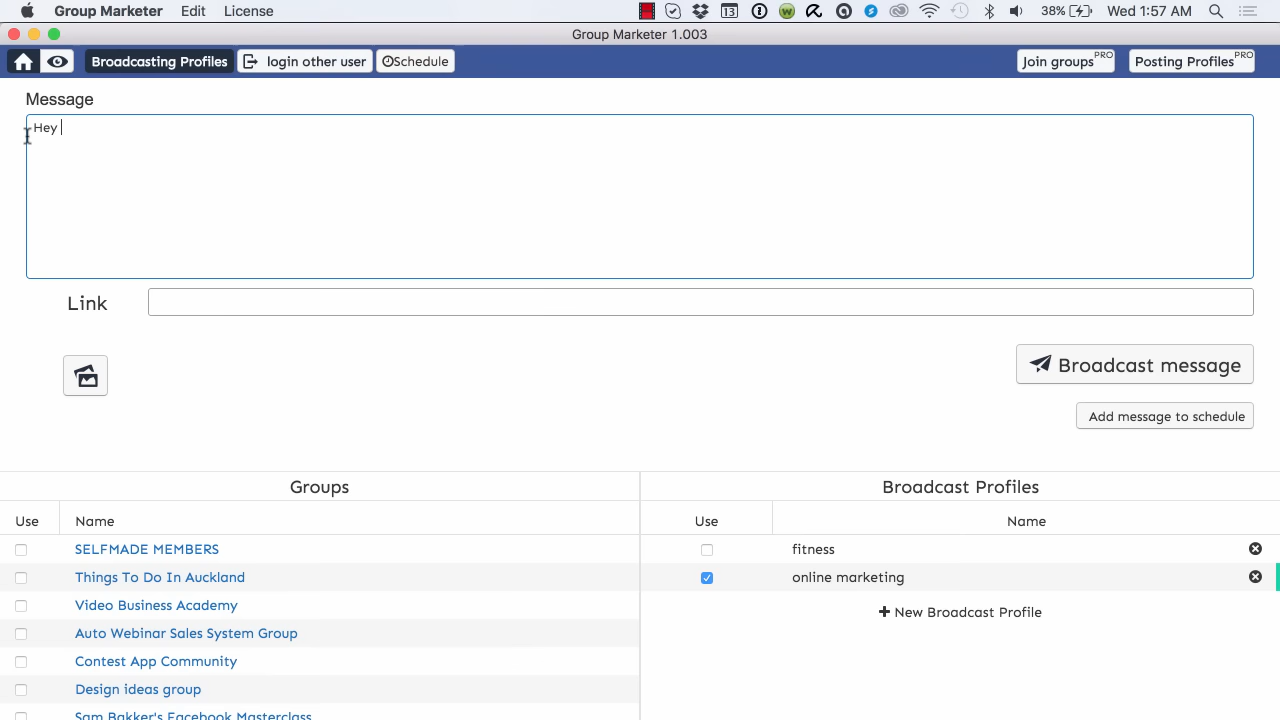 Group Marketer Edit License 13 38% Wed 1:57 AM
Group Marketer 1.003
Broadcasting Profiles login other user Schedule Join groups PRO Posting Profiles PRO
Message
Hey
Link
Broadcast message
Add message to schedule
Groups Broadcast Profiles
Use Name Use Name
SELFMADE MEMBERS fitness
Things To Do In Auckland online marketing
Video Business Academy New Broadcast Profile
Auto Webinar Sales System Group
Contest App Community
Design ideas group
Sam Bakker's Facebook Masterclass